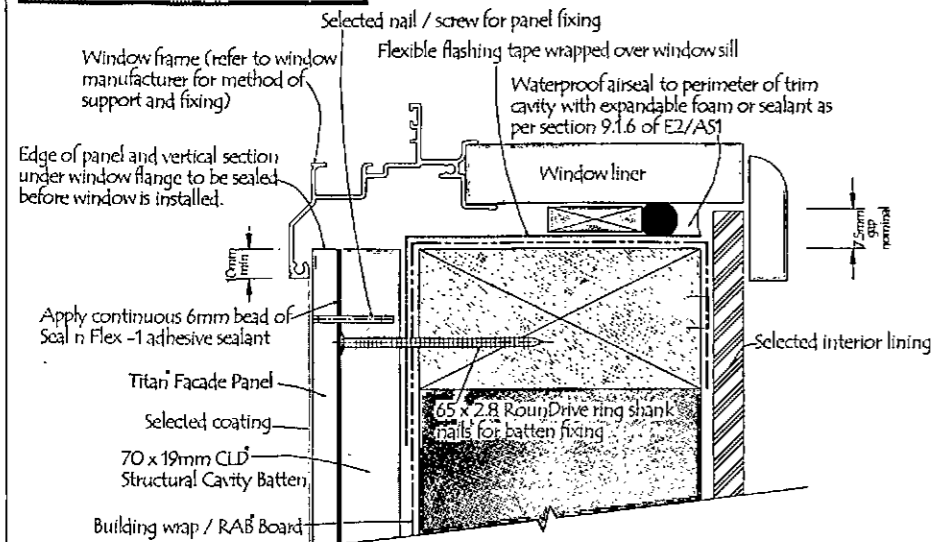 Selected nail / screw for panel fixing
Flexible flashing tape wrapped over window sill
Window frame (refer to window
manufacturer for method of
support and fixing)
Waterproof airseal to perimeter of trim
cavity with expandable foam or sealant as
per section 9.1.6 of E2/AS1
Edge of panel and vertical section
under window flange to be sealed
before window is installed.
Window liner
7.5mm
gap
nominal
10mm
min
Apply continuous 6mm bead of
Seal n Flex -1 adhesive sealant
Selected interior lining
Titan® Facade Panel
Selected coating
65 x 2.8 RounDrive ring shank
nails for batten fixing
70 x 19mm CLD®
Structural Cavity Batten
Building wrap / RAB® Board